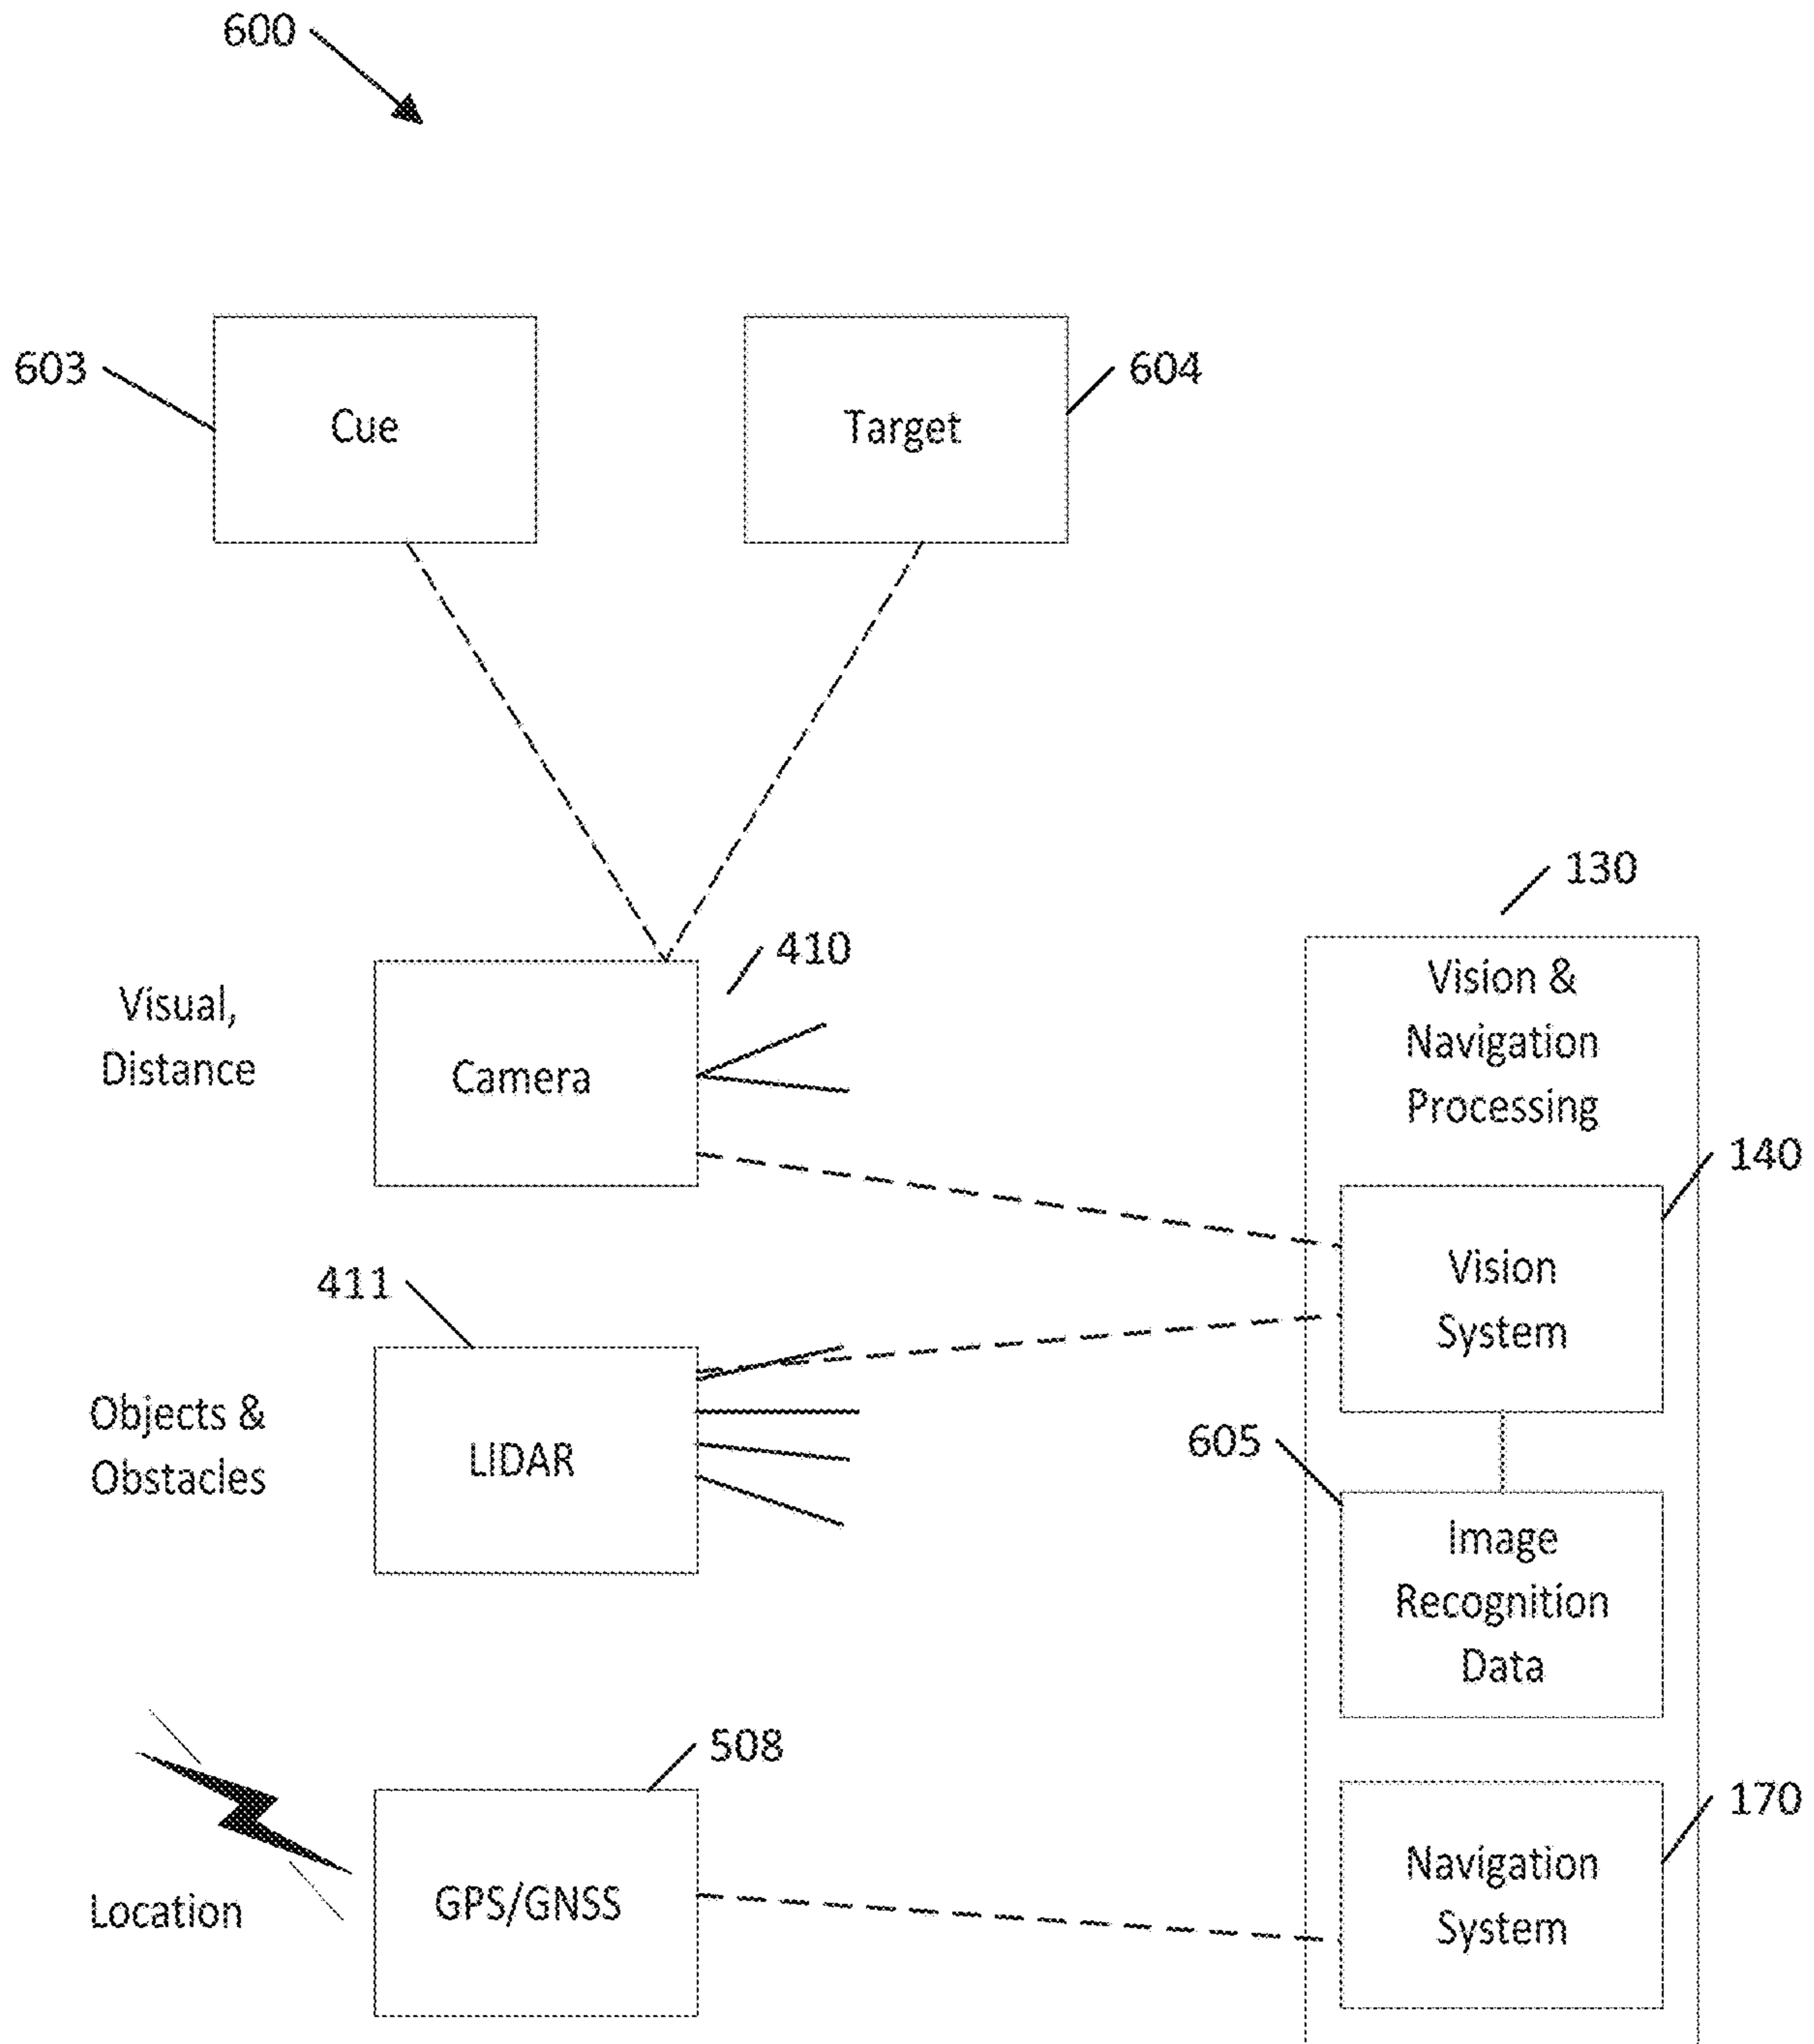 600
603
Cue
Target
604
130
Vision &
Navigation
Processing
410
Visual,
Distance
Camera
140
Vision
System
411
Objects &
Obstacles
LIDAR
605
Image
Recognition
Data
508
170
Location
GPS/GNSS
Navigation
System